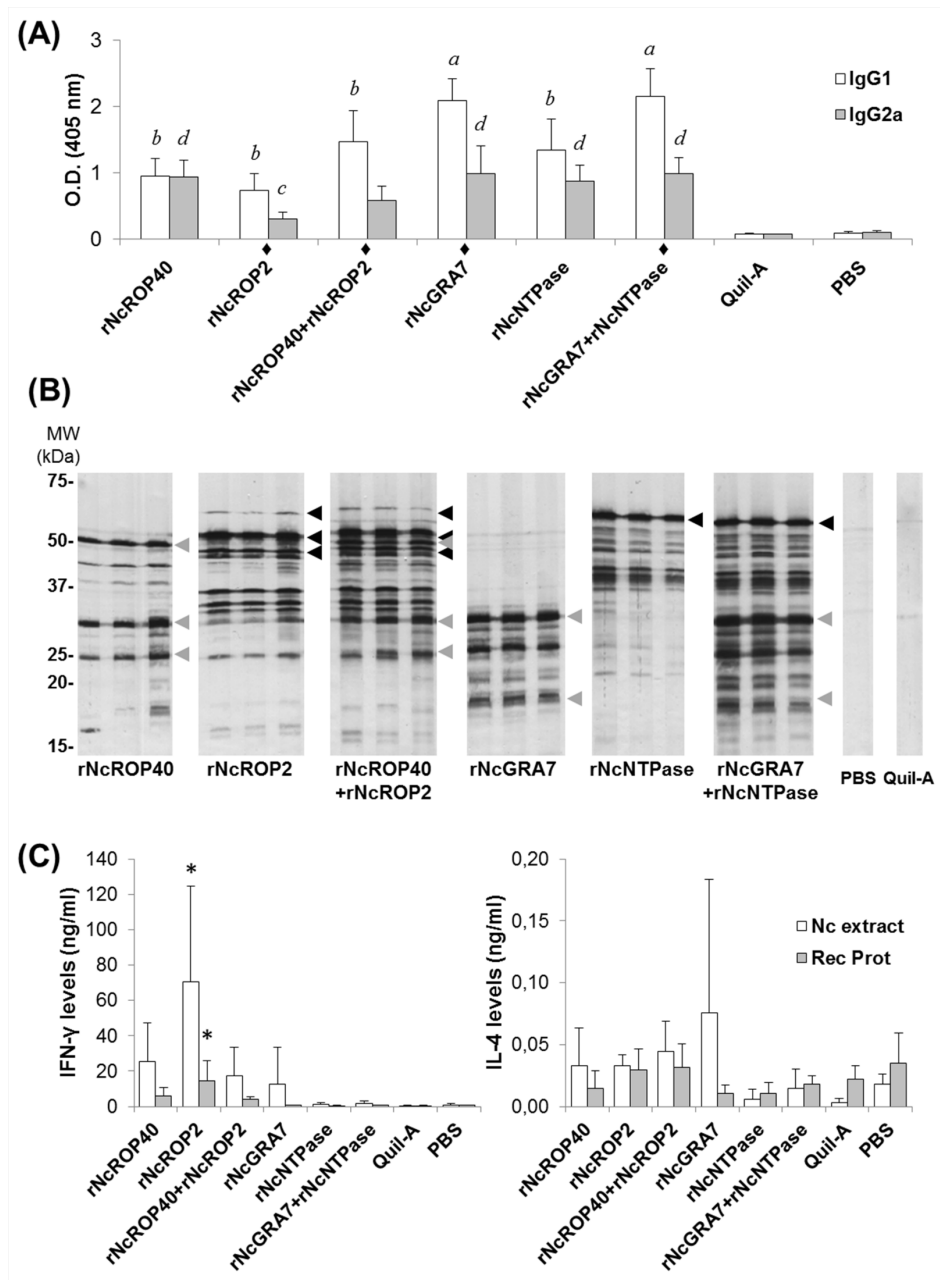 (A)
3
2
1
0
O.D. (405 nm)
b d b c b a d b d a d
IgG1
IgG2a
rNcROP40
rNcROP2
rNcROP40+rNcROP2
rNcGRA7
rNcNTPase
rNcGRA7+rNcNTPase
Quil-A
PBS
(B)
MW
(kDa)
75-
50-
37-
25-
20-
15-
rNcROP40
rNcROP2
rNcROP40
+rNcROP2
rNcGRA7
rNcNTPase
rNcGRA7
+rNcNTPase
PBS
Quil-A
(C)
IFN-γ levels (ng/ml)
140
120
100
80
60
40
20
0
*
*
rNcROP40
rNcROP2
rNcROP40+rNcROP2
rNcGRA7
rNcNTPase
rNcGRA7+rNcNTPase
Quil-A
PBS
IL-4 levels (ng/ml)
0,20
0,15
0,10
0,05
0,00
Nc extract
Rec Prot
rNcROP40
rNcROP2
rNcROP40+rNcROP2
rNcGRA7
rNcNTPase
rNcGRA7+rNcNTPase
Quil-A
PBS